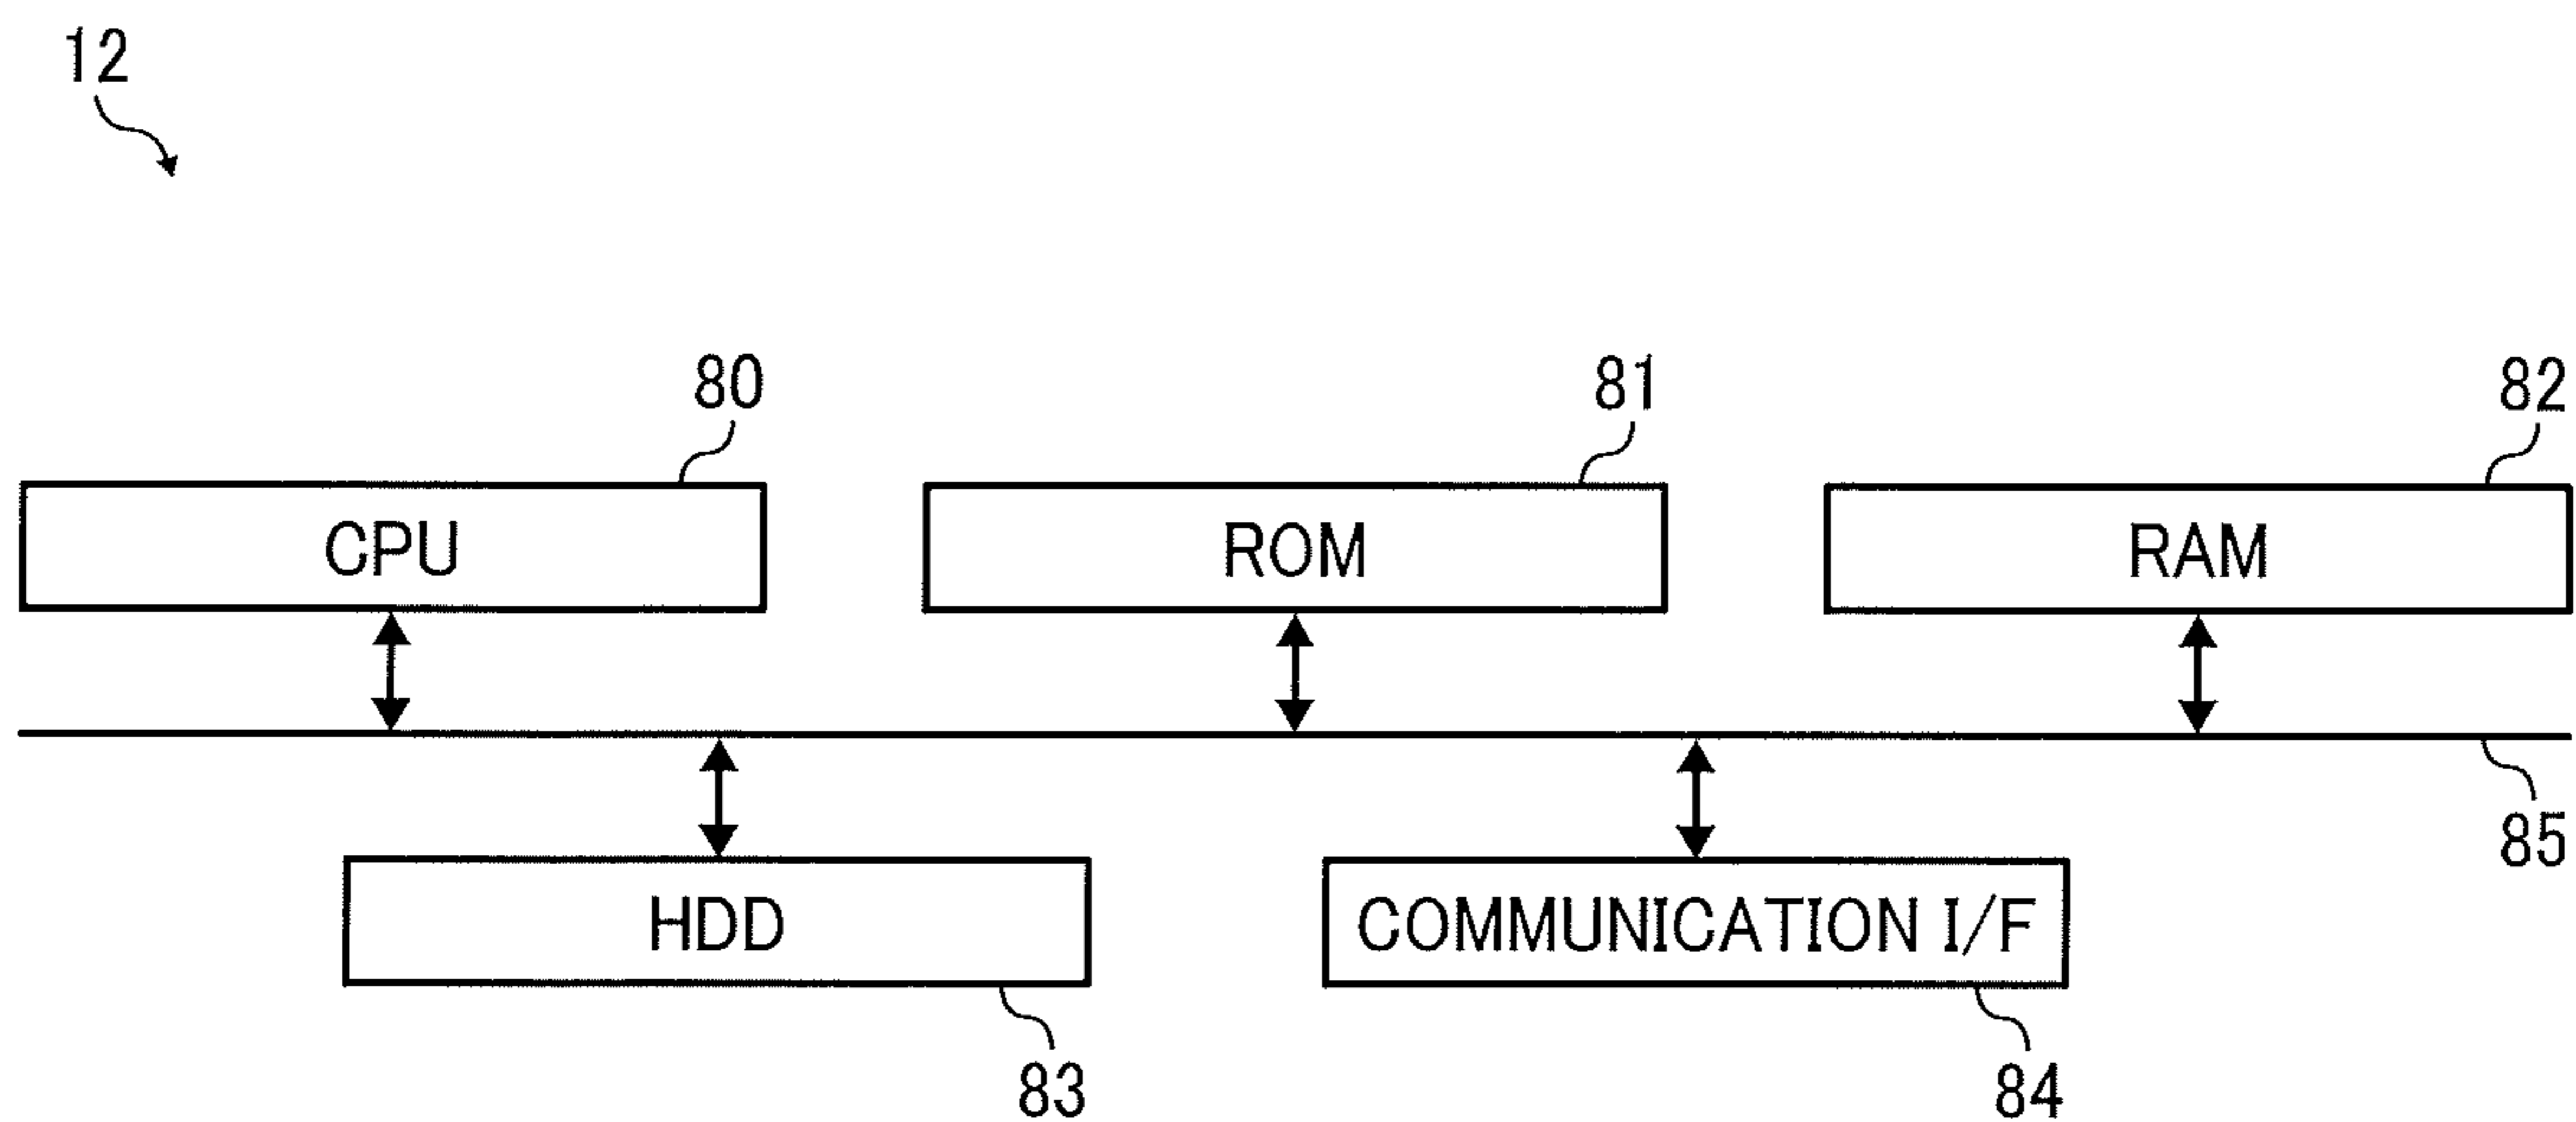 12
80
81
82
CPU
ROM
RAM
85
HDD
COMMUNICATION I/F
83
84